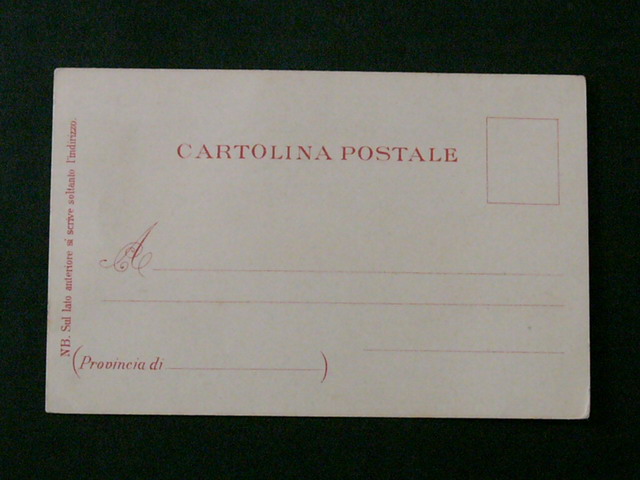 CARTOLINA POSTALE
A
(Provincia di )
NB. Sul lato anteriore si scrive soltanto l'indirizzo.